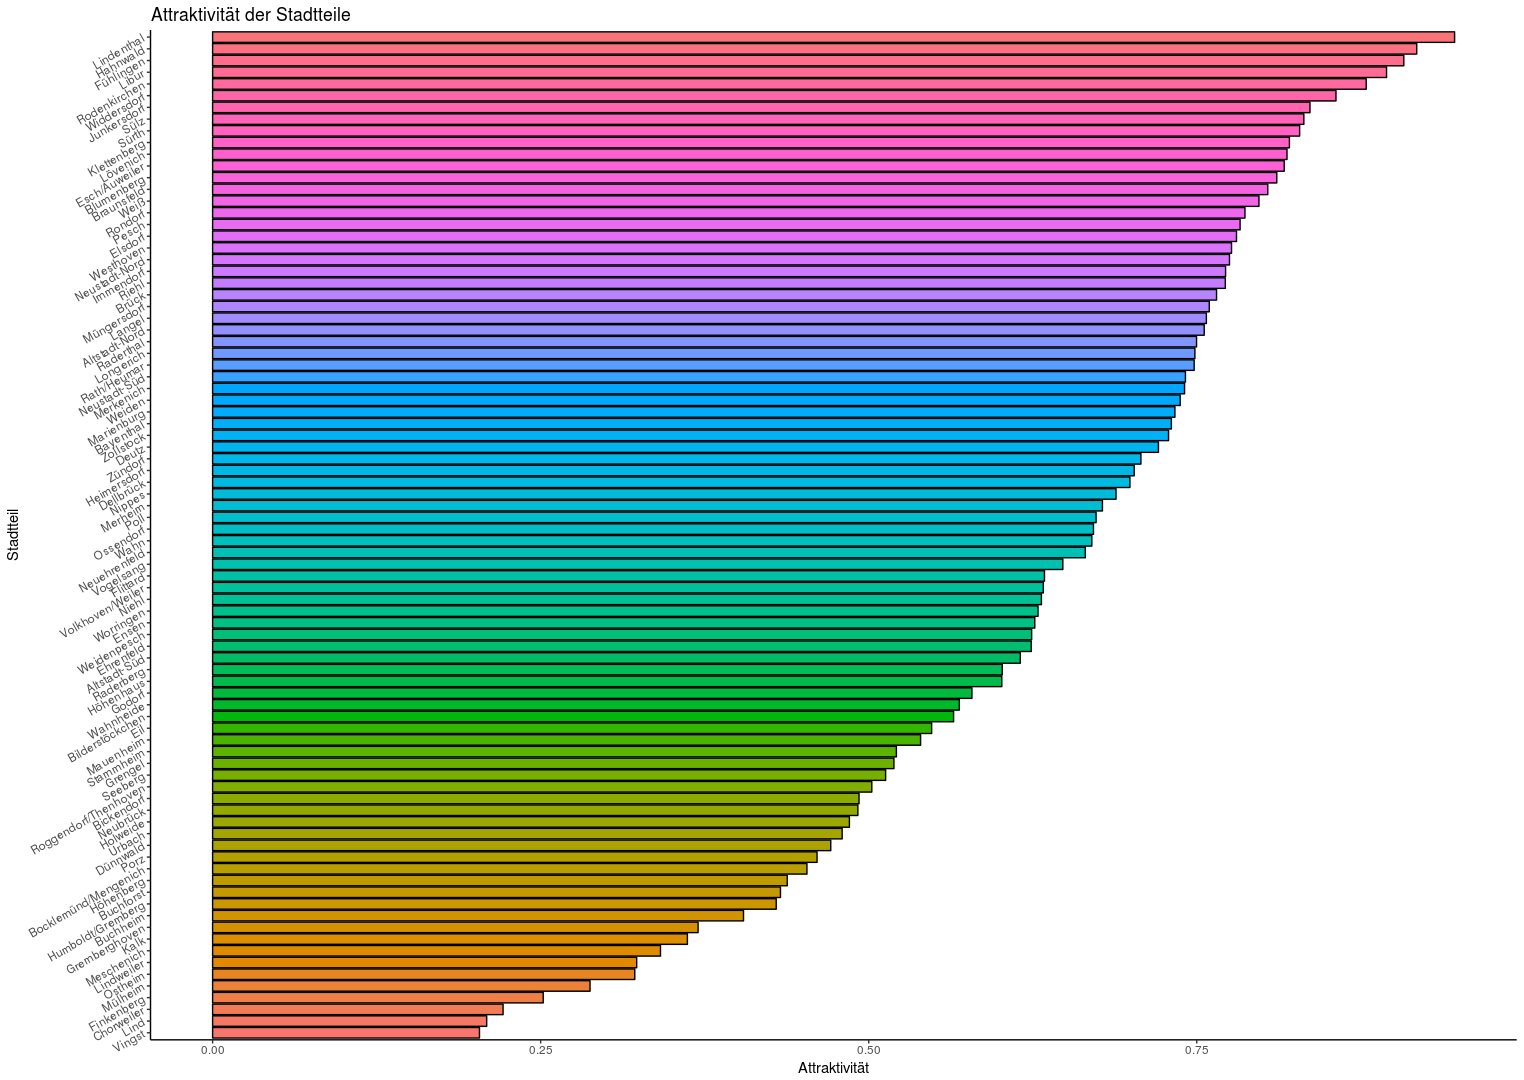 Attraktivität der Stadtteile
Stadtteil
Lindenthal
Hahnwald
Fühlingen
Libur
Rodenkirchen
Widdersdorf
Junkersdorf
Sülz
Sürth
Klettenberg
Lövenich
Esch/Auweiler
Blumenberg
Braunsfeld
Weiß
Rondorf
Pesch
Elsdorf
Westhoven
Neustadt-Nord
Immendorf
Riehl
Brück
Müngersdorf
Langel
Altstadt-Nord
Raderthal
Longerich
Rath/Heumar
Neustadt-Süd
Merkenich
Weiden
Marienburg
Bayenthal
Zollstock
Deutz
Zündorf
Heimersdorf
Dellbrück
Nippes
Merheim
Poll
Ossendorf
Wahn
Neuehrenfeld
Vogelsang
Flittard
Volkhoven/Weiler
Niehl
Worringen
Ensen
Weidenpesch
Ehrenfeld
Altstadt-Süd
Raderberg
Höhenhaus
Godorf
Wahnheide
Bilderstöckchen
Eil
Mauenheim
Stammheim
Grengel
Seeberg
Roggendorf/Thenhoven
Bickendorf
Neubrück
Holweide
Urbach
Dünnwald
Porz
Bocklemünd/Mengenich
Höhenberg
Buchforst
Humboldt/Gremberg
Buchheim
Gremberghoven
Kalk
Meschenich
Lindweiler
Ostheim
Mülheim
Finkenberg
Chorweiler
Lind
Vingst
0.00 0.25 0.50 0.75
Attraktivität